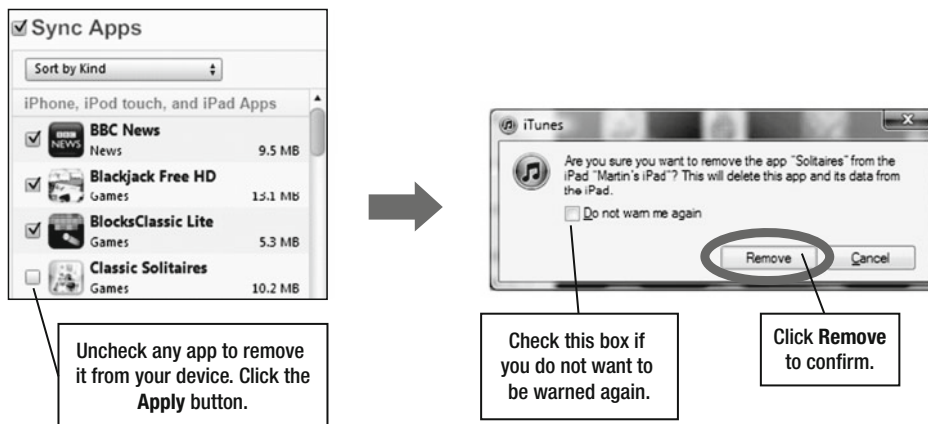 Sync Apps
Sort by Kind
iPhone, iPod touch, and iPad Apps
BBC
NEWS
BBC News
News 9.5 MB
Blackjack Free HD
Games 13.1 MB
BlocksClassic Lite
Games 5.3 MB
Classic Solitaires
Games 10.2 MB
Uncheck any app to remove
it from your device. Click the
Apply button.
iTunes
Are you sure you want to remove the app "Solitaires" from the
iPad "Martin's iPad"? This will delete this app and its data from
the iPad.
Do not warn me again
Remove Cancel
Check this box if
you do not want to
be warned again.
Click Remove
to confirm.